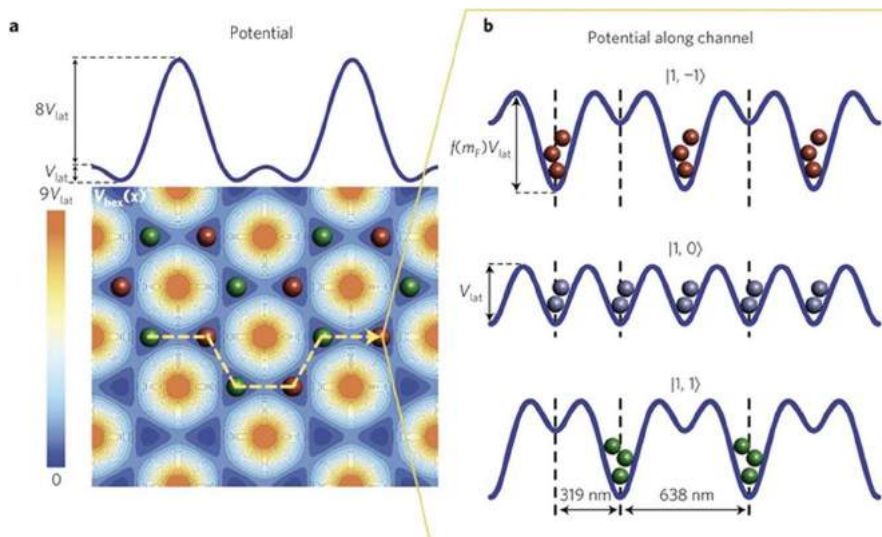 a
Potential
8V_lat
V_lat
9V_lat
V_hex(x)
0
b
Potential along channel
|1, −1⟩
f(m_F)V_lat
|1, 0⟩
V_lat
|1, 1⟩
319 nm
638 nm